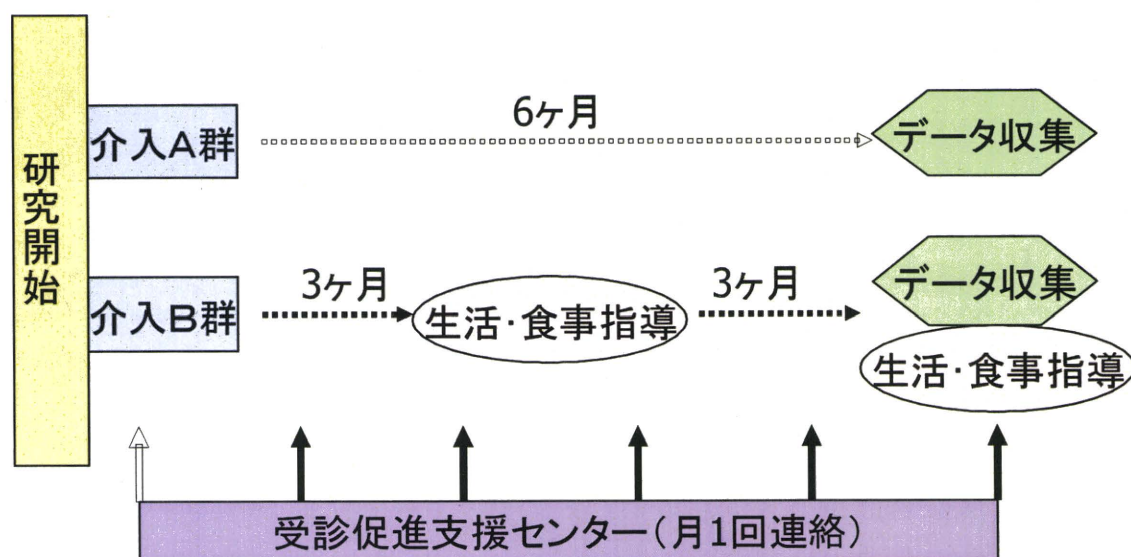 研究開始
介入A群
6ヶ月
データ収集
介入B群
3ヶ月
生活・食事指導
3ヶ月
データ収集
生活・食事指導
受診促進支援センター（月1回連絡）